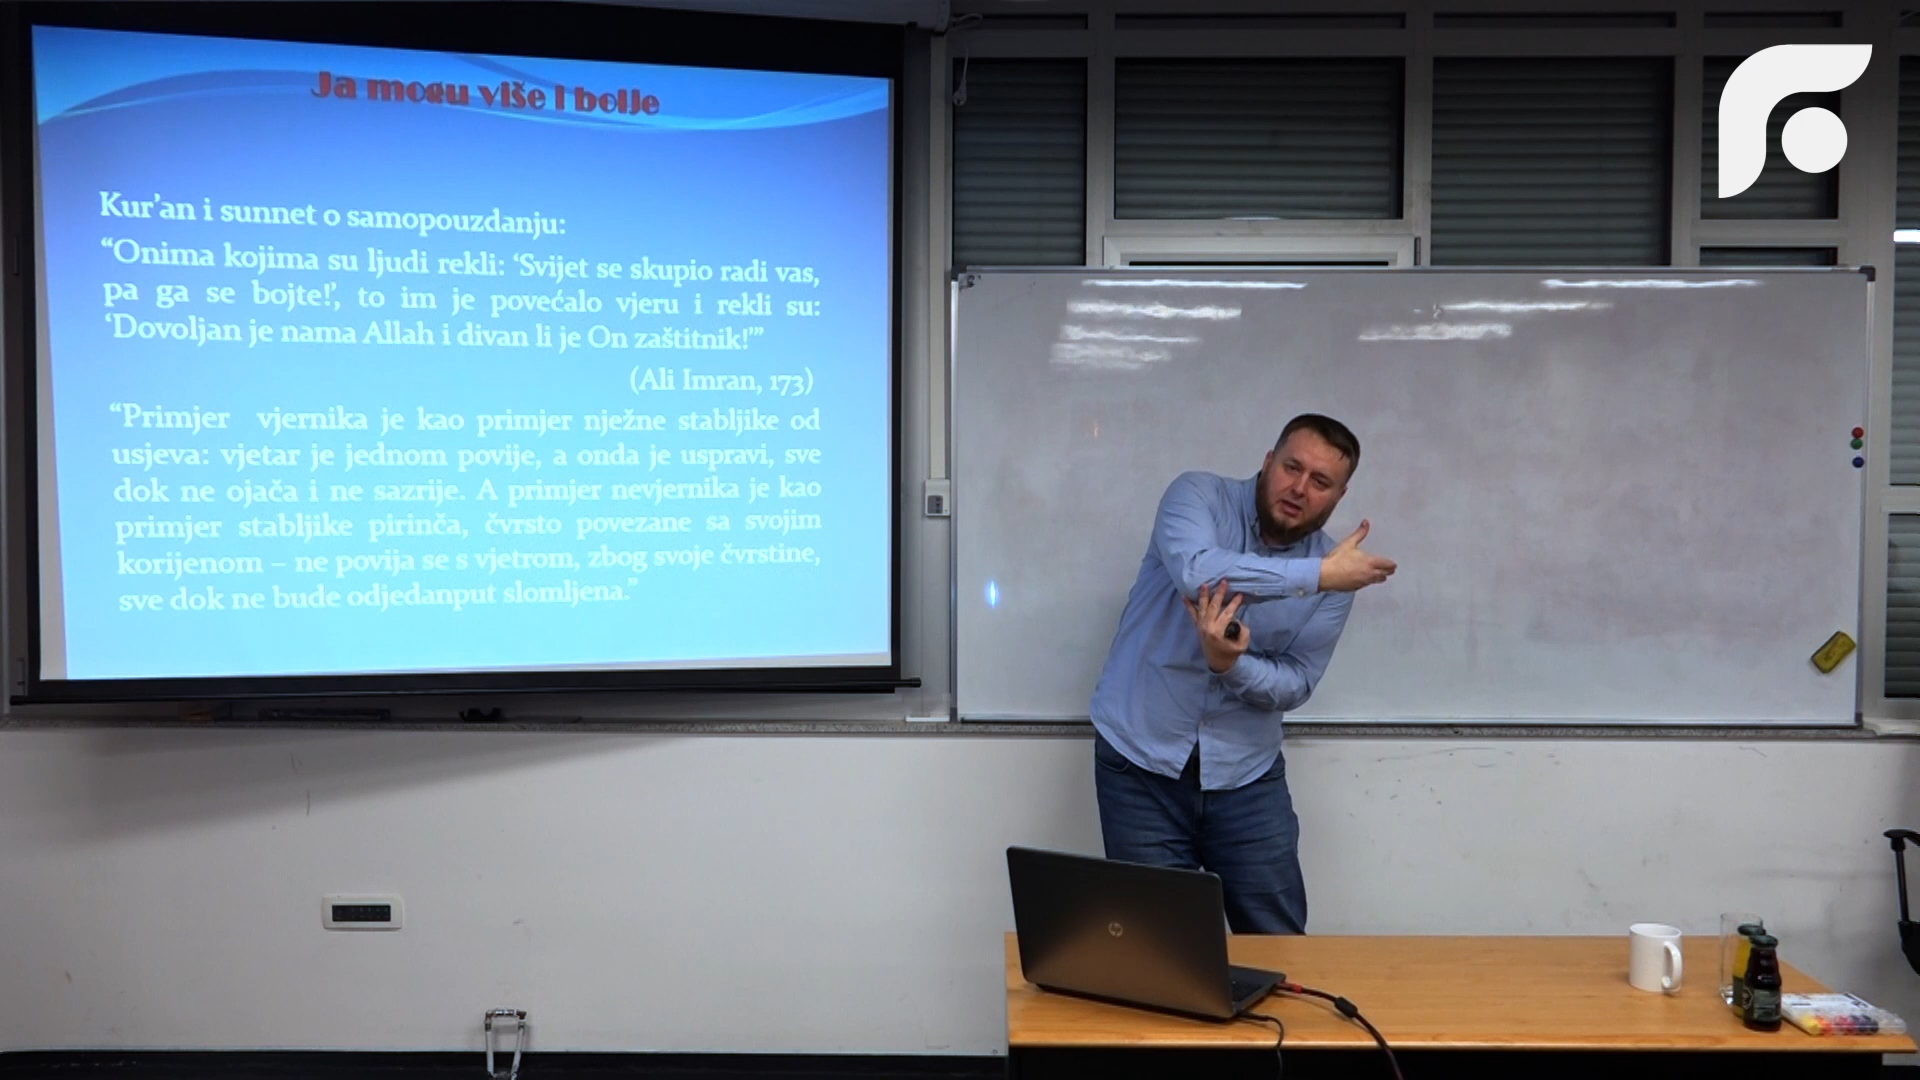 Ja mogu više i bolje
Kur’an i sunnet o samopouzdanju:
“Onima kojima su ljudi rekli: ‘Svijet se skupio radi vas,
pa ga se bojte!’, to im je povećalo vjeru i rekli su:
‘Dovoljan je nama Allah i divan li je On zaštitnik!’”
(Ali Imran, 173)
“Primjer vjernika je kao primjer nježne stabljike od
usjeva: vjetar je jednom povije, a onda je uspravi, sve
dok ne ojača i ne sazrije. A primjer nevjernika je kao
primjer stabljike pirinča, čvrsto povezane sa svojim
korijenom – ne povija se s vjetrom, zbog svoje čvrstine,
sve dok ne bude odjedanput slomljena.”
hp